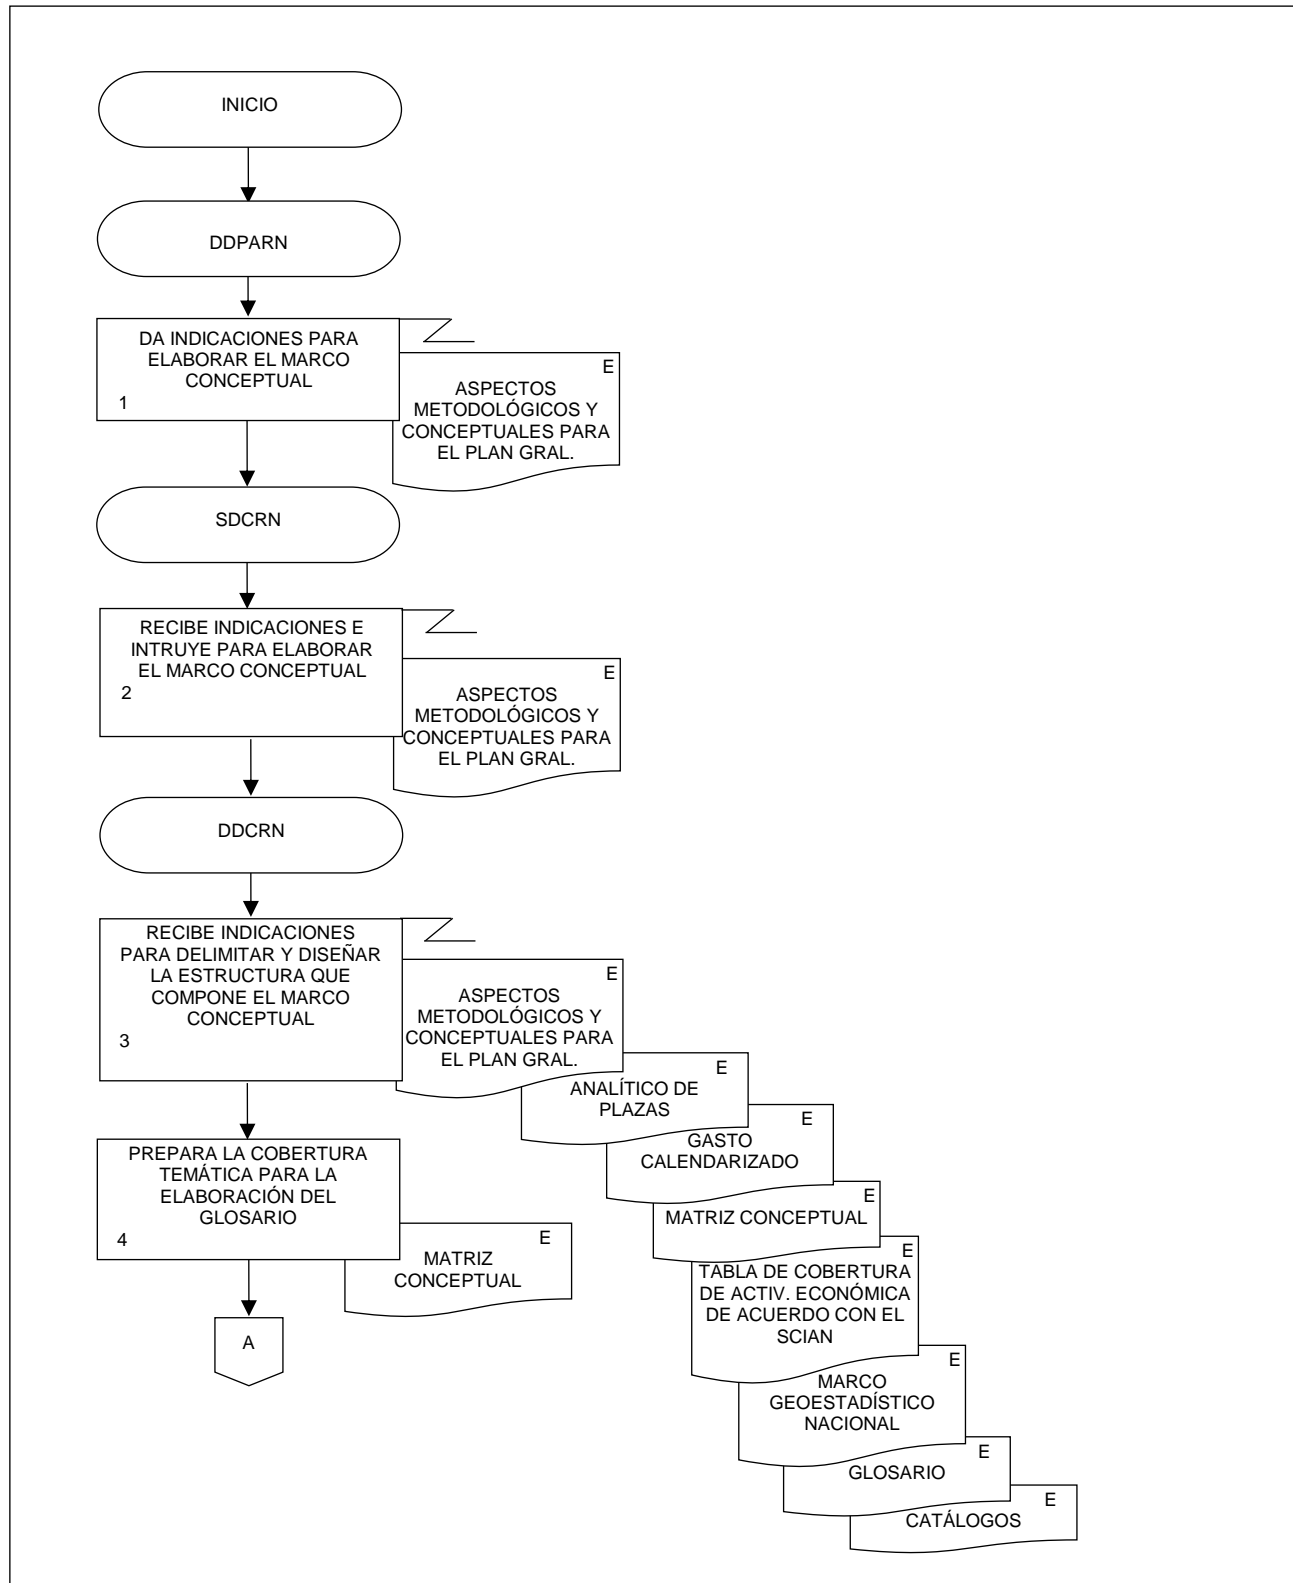 INICIO
DDPARN
DA INDICACIONES PARA
ELABORAR EL MARCO
CONCEPTUAL
1
E
ASPECTOS
METODOLÓGICOS Y
CONCEPTUALES PARA
EL PLAN GRAL.
SDCRN
RECIBE INDICACIONES E
INTRUYE PARA ELABORAR
EL MARCO CONCEPTUAL
2
E
ASPECTOS
METODOLÓGICOS Y
CONCEPTUALES PARA
EL PLAN GRAL.
DDCRN
RECIBE INDICACIONES
PARA DELIMITAR Y DISEÑAR
LA ESTRUCTURA QUE
COMPONE EL MARCO
CONCEPTUAL
3
E
ASPECTOS
METODOLÓGICOS Y
CONCEPTUALES PARA
EL PLAN GRAL.
E
ANALÍTICO DE
PLAZAS
E
GASTO
CALENDARIZADO
E
MATRIZ CONCEPTUAL
E
TABLA DE COBERTURA
DE ACTIV. ECONÓMICA
DE ACUERDO CON EL
SCIAN
E
MARCO
GEOESTADÍSTICO
NACIONAL
E
GLOSARIO
E
CATÁLOGOS
PREPARA LA COBERTURA
TEMÁTICA PARA LA
ELABORACIÓN DEL
GLOSARIO
4
E
MATRIZ
CONCEPTUAL
A